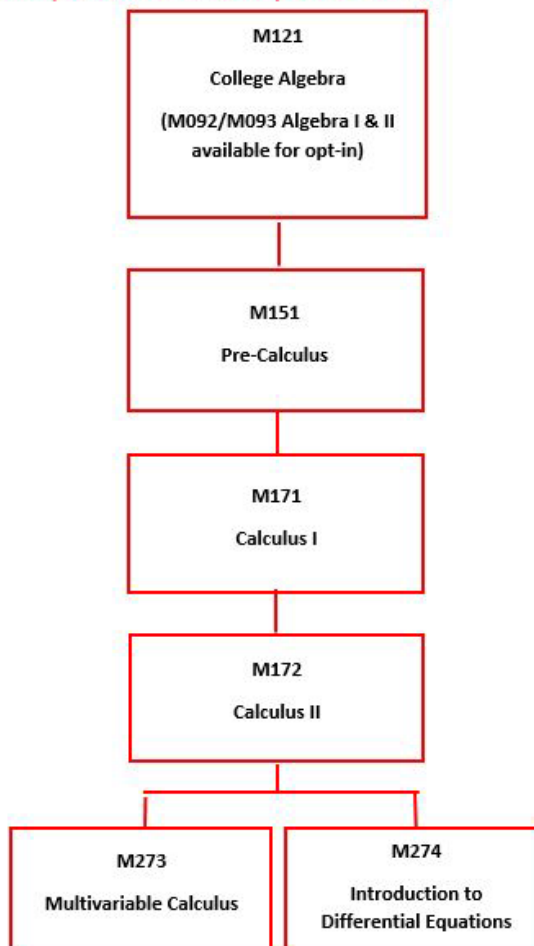 M121
College Algebra
(M092/M093 Algebra I & II
available for opt-in)
M151
Pre-Calculus
M171
Calculus I
M172
Calculus II
M273
Multivariable Calculus
M274
Introduction to
Differential Equations